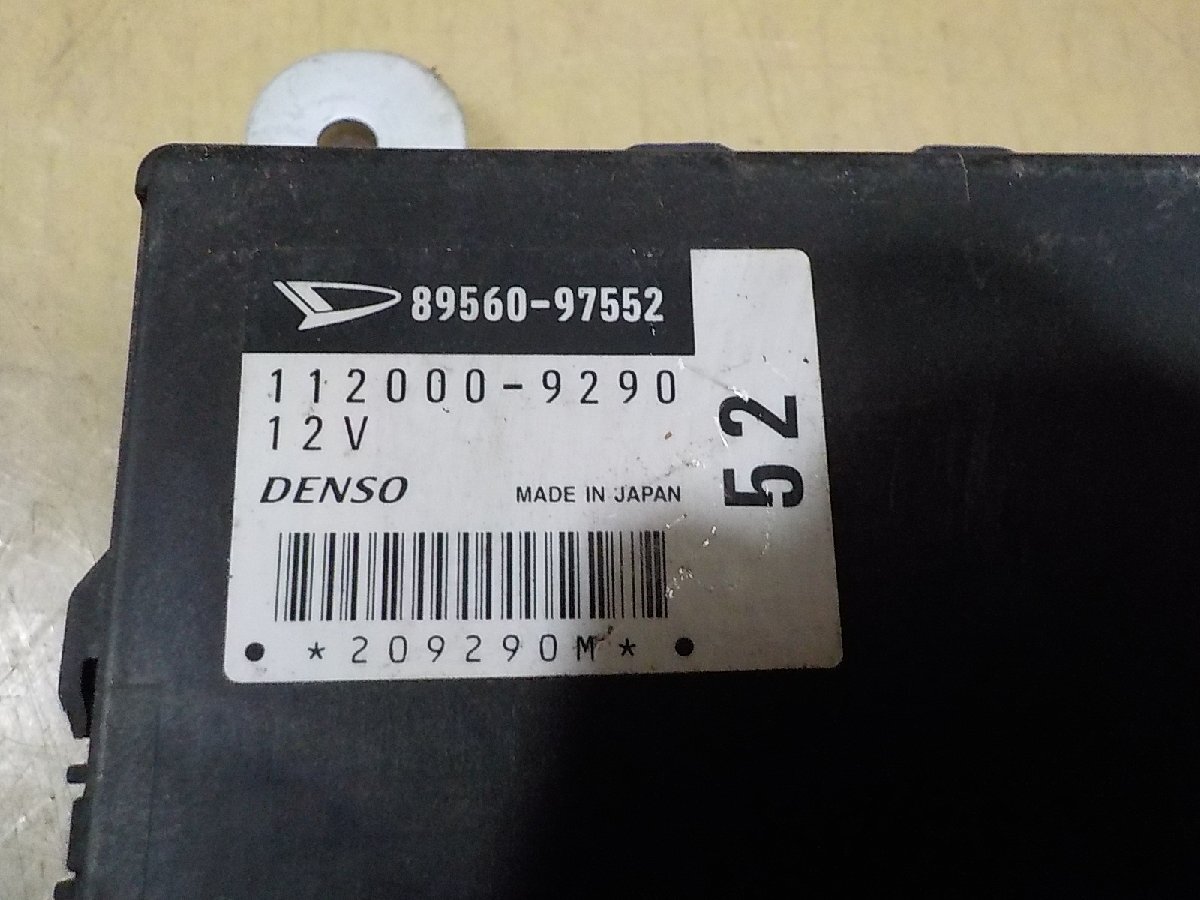 89560-97552
112000-9290
12V
DENSO MADE IN JAPAN
52
*209290M*